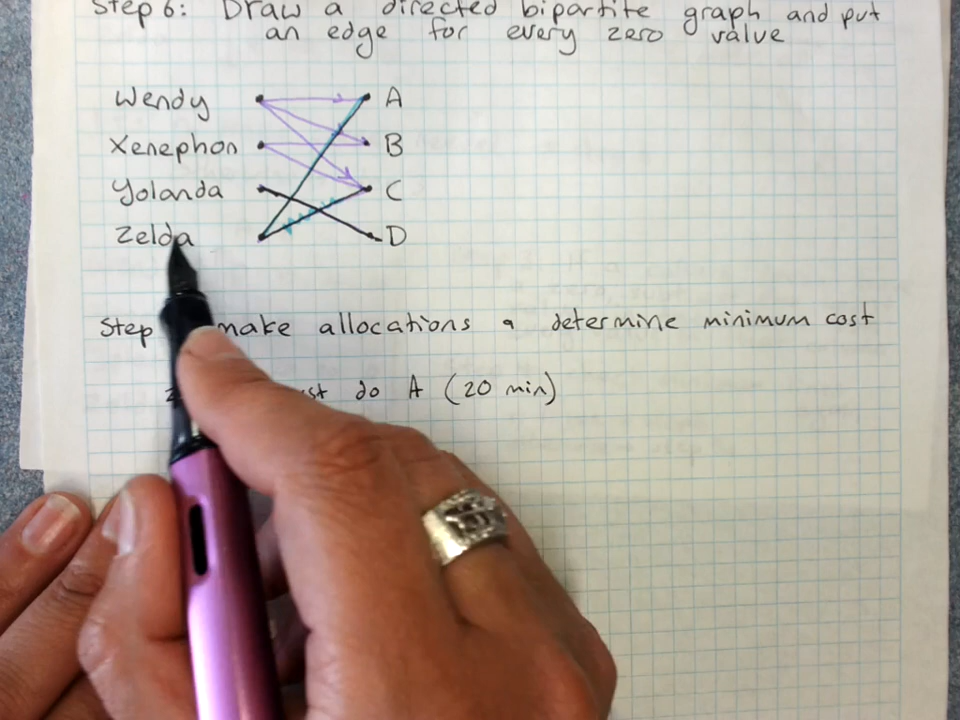 Step 6: Draw a directed bipartite graph and put
an edge for every zero value
Wendy A
Xenephon B
Yolanda C
Zelda D
Step make allocations & determine minimum cost
do A (20 min)